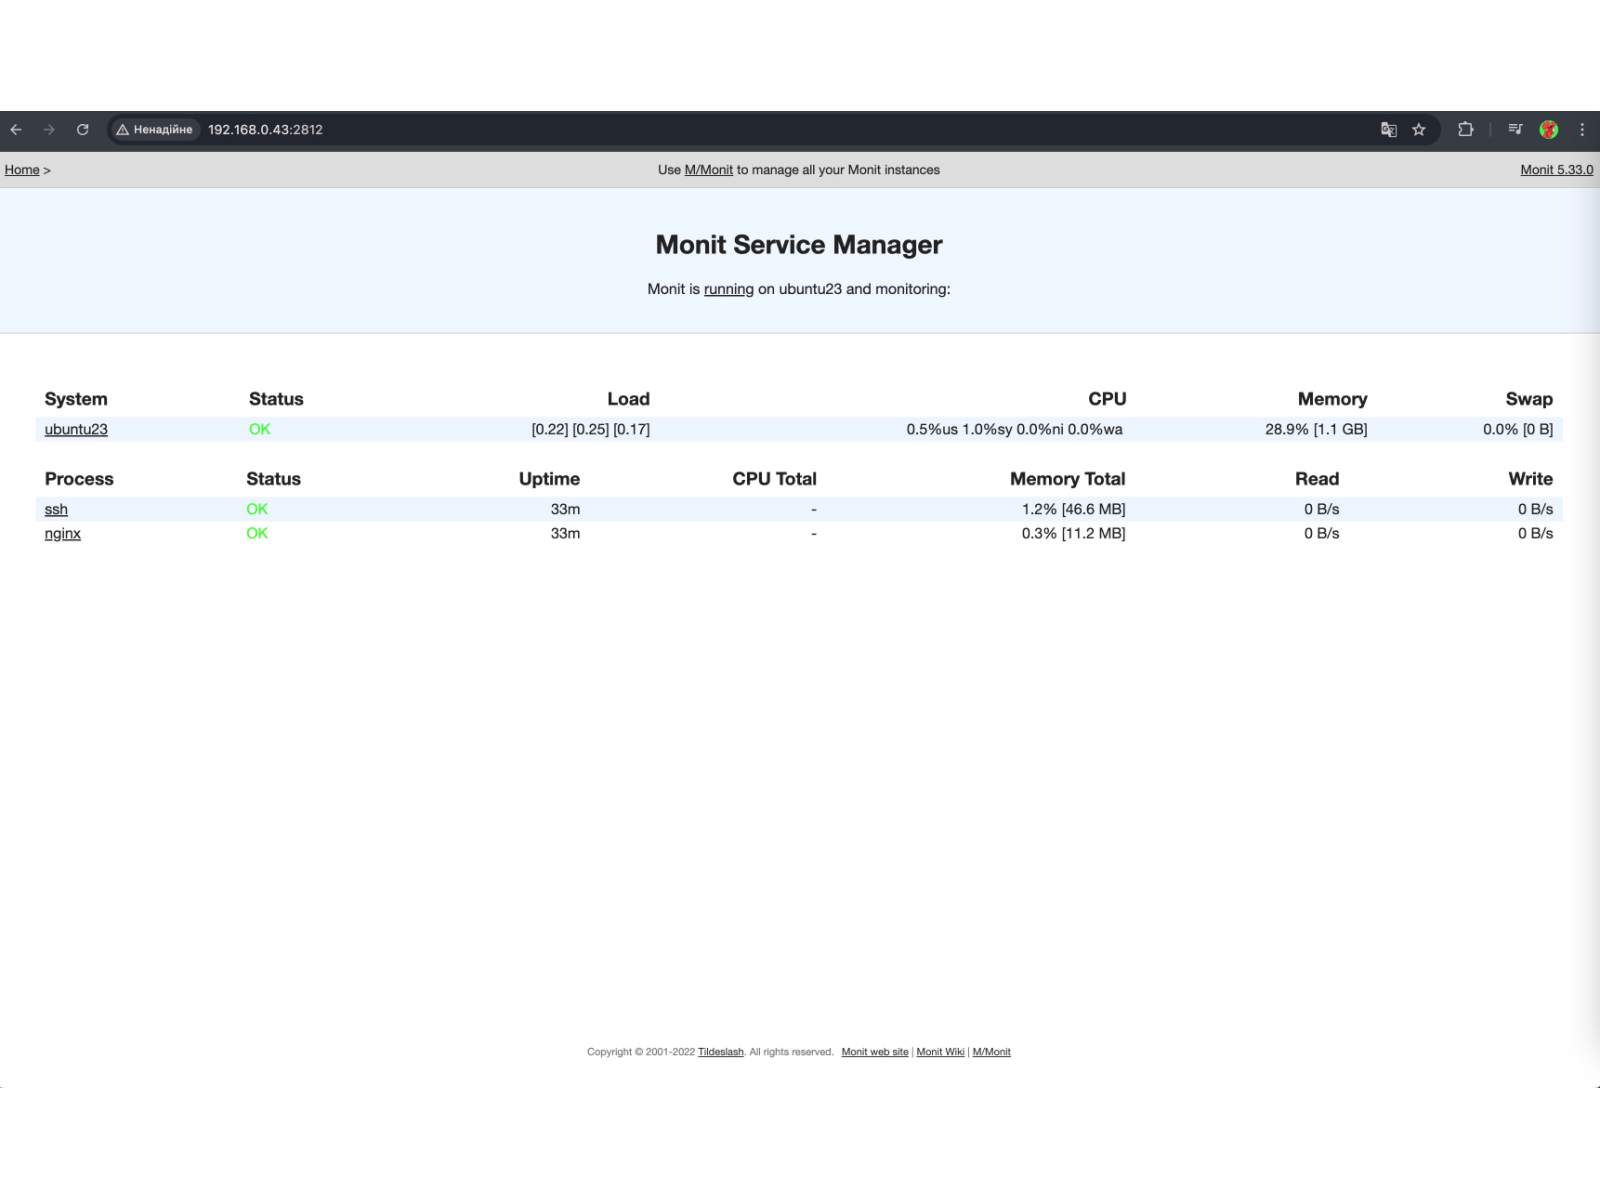 Ненадійне 192.168.0.43:2812
Home > Use M/Monit to manage all your Monit instances Monit 5.33.0
Monit Service Manager
Monit is running on ubuntu23 and monitoring:
System Status Load CPU Memory Swap
ubuntu23 OK [0.22] [0.25] [0.17] 0.5%us 1.0%sy 0.0%ni 0.0%wa 28.9% [1.1 GB] 0.0% [0 B]
Process Status Uptime CPU Total Memory Total Read Write
ssh OK 33m - 1.2% [46.6 MB] 0 B/s 0 B/s
nginx OK 33m - 0.3% [11.2 MB] 0 B/s 0 B/s
Copyright © 2001-2022 Tildeslash. All rights reserved. Monit web site | Monit Wiki | M/Monit